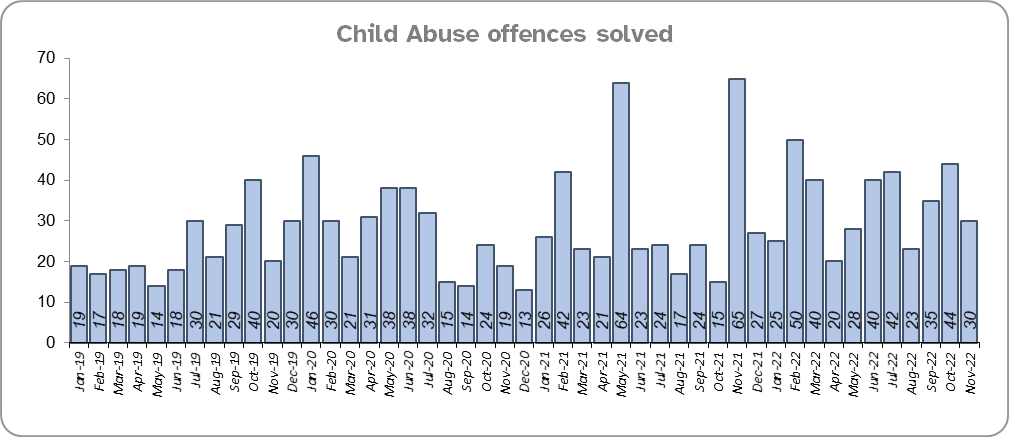 Child Abuse offences solved
70
60
50
40
30
20
10
0
19 17 18 19 14 18 30 21 29 40 20 30 46 30 21 31 38 38 32 15 14 24 19 13 26 42 23 21 64 23 24 17 24 15 65 27 25 50 40 20 28 40 42 23 35 44 30
Jan-19 Feb-19 Mar-19 Apr-19 May-19 Jun-19 Jul-19 Aug-19 Sep-19 Oct-19 Nov-19 Dec-19 Jan-20 Feb-20 Mar-20 Apr-20 May-20 Jun-20 Jul-20 Aug-20 Sep-20 Oct-20 Nov-20 Dec-20 Jan-21 Feb-21 Mar-21 Apr-21 May-21 Jun-21 Jul-21 Aug-21 Sep-21 Oct-21 Nov-21 Dec-21 Jan-22 Feb-22 Mar-22 Apr-22 May-22 Jun-22 Jul-22 Aug-22 Sep-22 Oct-22 Nov-22